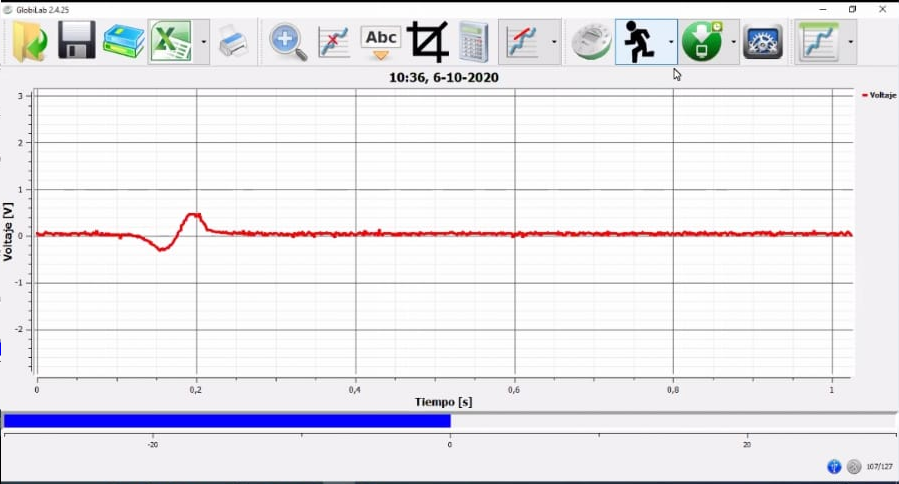 GlobiLab 2.4.25
Abc
10:36, 6-10-2020
Voltaje
Voltaje [V]
3
2
1
0
-1
-2
0 0,2 0,4 0,6 0,8 1
Tiempo [s]
-20 0 20
107/127